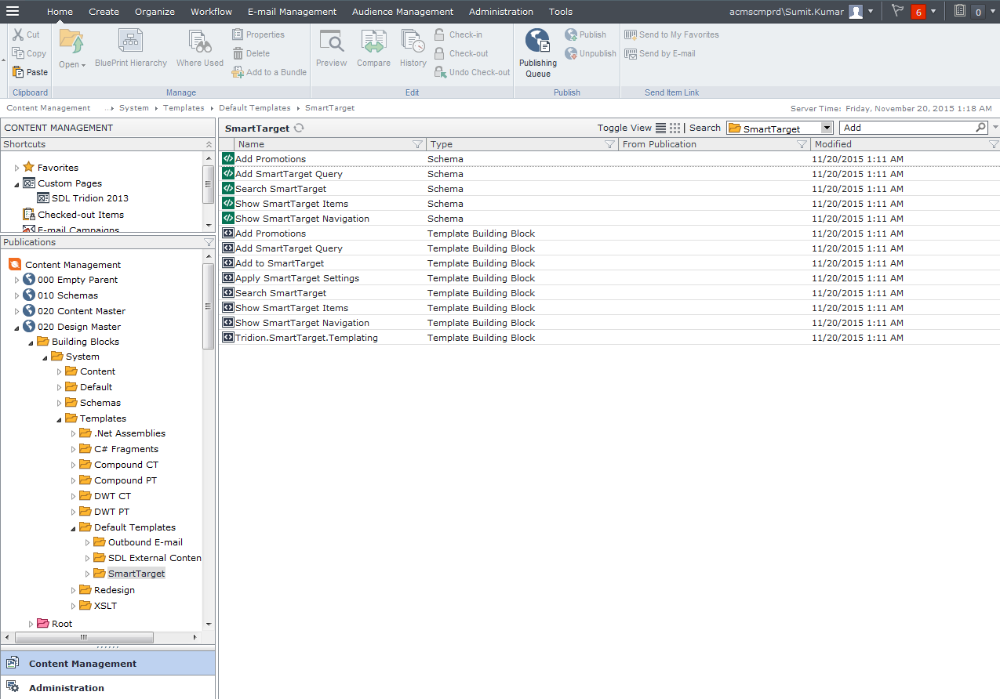 Home Create Organize Workflow E-mail Management Audience Management Administration Tools acmscmprd\Sumit.Kumar 6 0
Cut
Copy
Paste
Clipboard
Open
BluePrint Hierarchy
Where Used
Properties
Delete
Add to a Bundle
Manage
Preview
Compare
History
Check-in
Check-out
Undo Check-out
Edit
Publishing
Queue
Publish
Unpublish
Publish
Send to My Favorites
Send by E-mail
Send Item Link
Content Management ... System Templates Default Templates SmartTarget
Server Time: Friday, November 20, 2015 1:18 AM
CONTENT MANAGEMENT
Shortcuts
Favorites
Custom Pages
SDL Tridion 2013
Checked-out Items
E-mail Campaigns
Publications
Content Management
000 Empty Parent
010 Schemas
020 Content Master
020 Design Master
Building Blocks
System
Content
Default
Schemas
Templates
.Net Assemblies
C# Fragments
Compound CT
Compound PT
DWT CT
DWT PT
Default Templates
Outbound E-mail
SDL External Conten
SmartTarget
Redesign
XSLT
Root
Content Management
Administration
SmartTarget Toggle View | Search SmartTarget Add
Name Type From Publication Modified
Add Promotions Schema 11/20/2015 1:11 AM
Add SmartTarget Query Schema 11/20/2015 1:11 AM
Search SmartTarget Schema 11/20/2015 1:11 AM
Show SmartTarget Items Schema 11/20/2015 1:11 AM
Show SmartTarget Navigation Schema 11/20/2015 1:11 AM
Add Promotions Template Building Block 11/20/2015 1:11 AM
Add SmartTarget Query Template Building Block 11/20/2015 1:11 AM
Add to SmartTarget Template Building Block 11/20/2015 1:11 AM
Apply SmartTarget Settings Template Building Block 11/20/2015 1:11 AM
Search SmartTarget Template Building Block 11/20/2015 1:11 AM
Show SmartTarget Items Template Building Block 11/20/2015 1:11 AM
Show SmartTarget Navigation Template Building Block 11/20/2015 1:11 AM
Tridion.SmartTarget.Templating Template Building Block 11/20/2015 1:11 AM